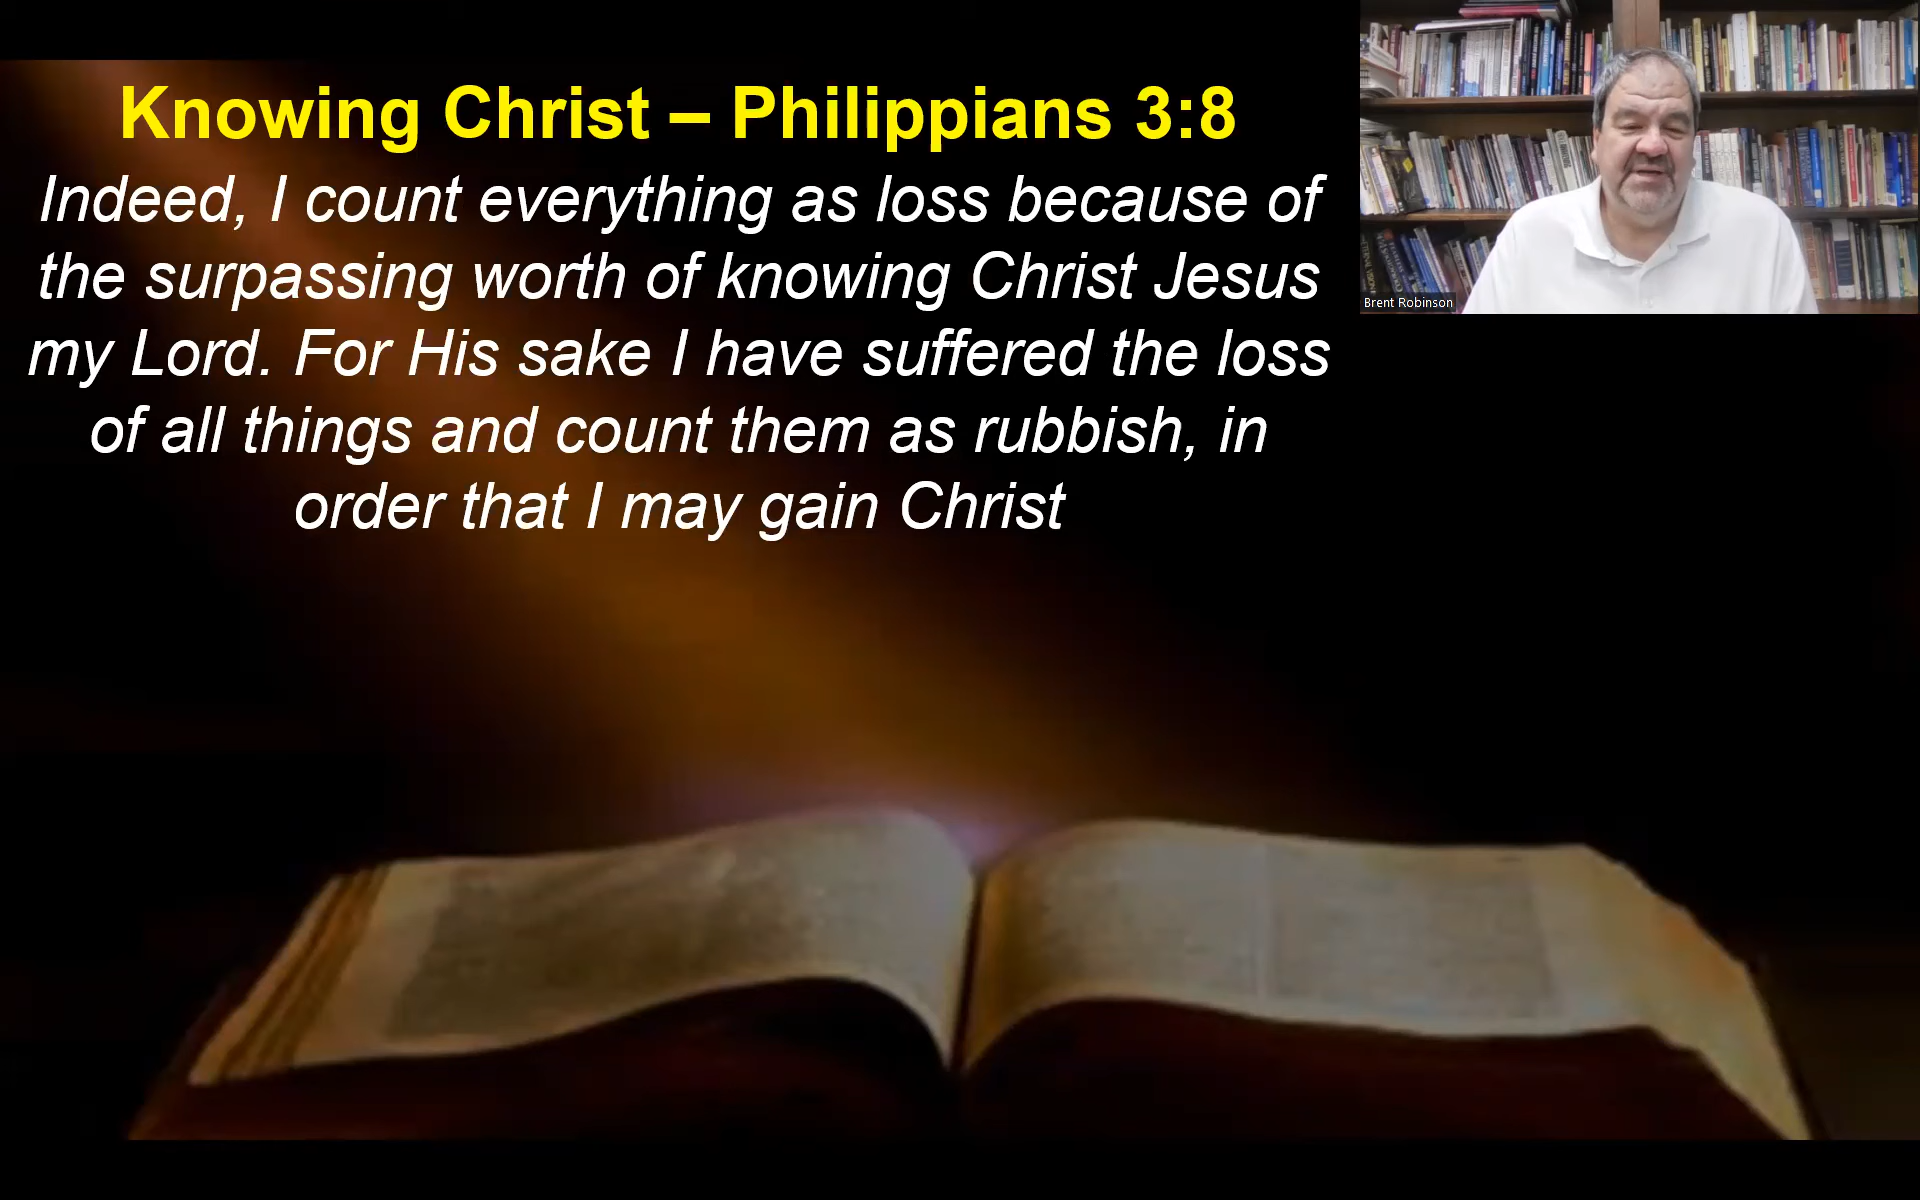 Knowing Christ – Philippians 3:8
Indeed, I count everything as loss because of
the surpassing worth of knowing Christ Jesus
my Lord. For His sake I have suffered the loss
of all things and count them as rubbish, in
order that I may gain Christ
Brent Robinson